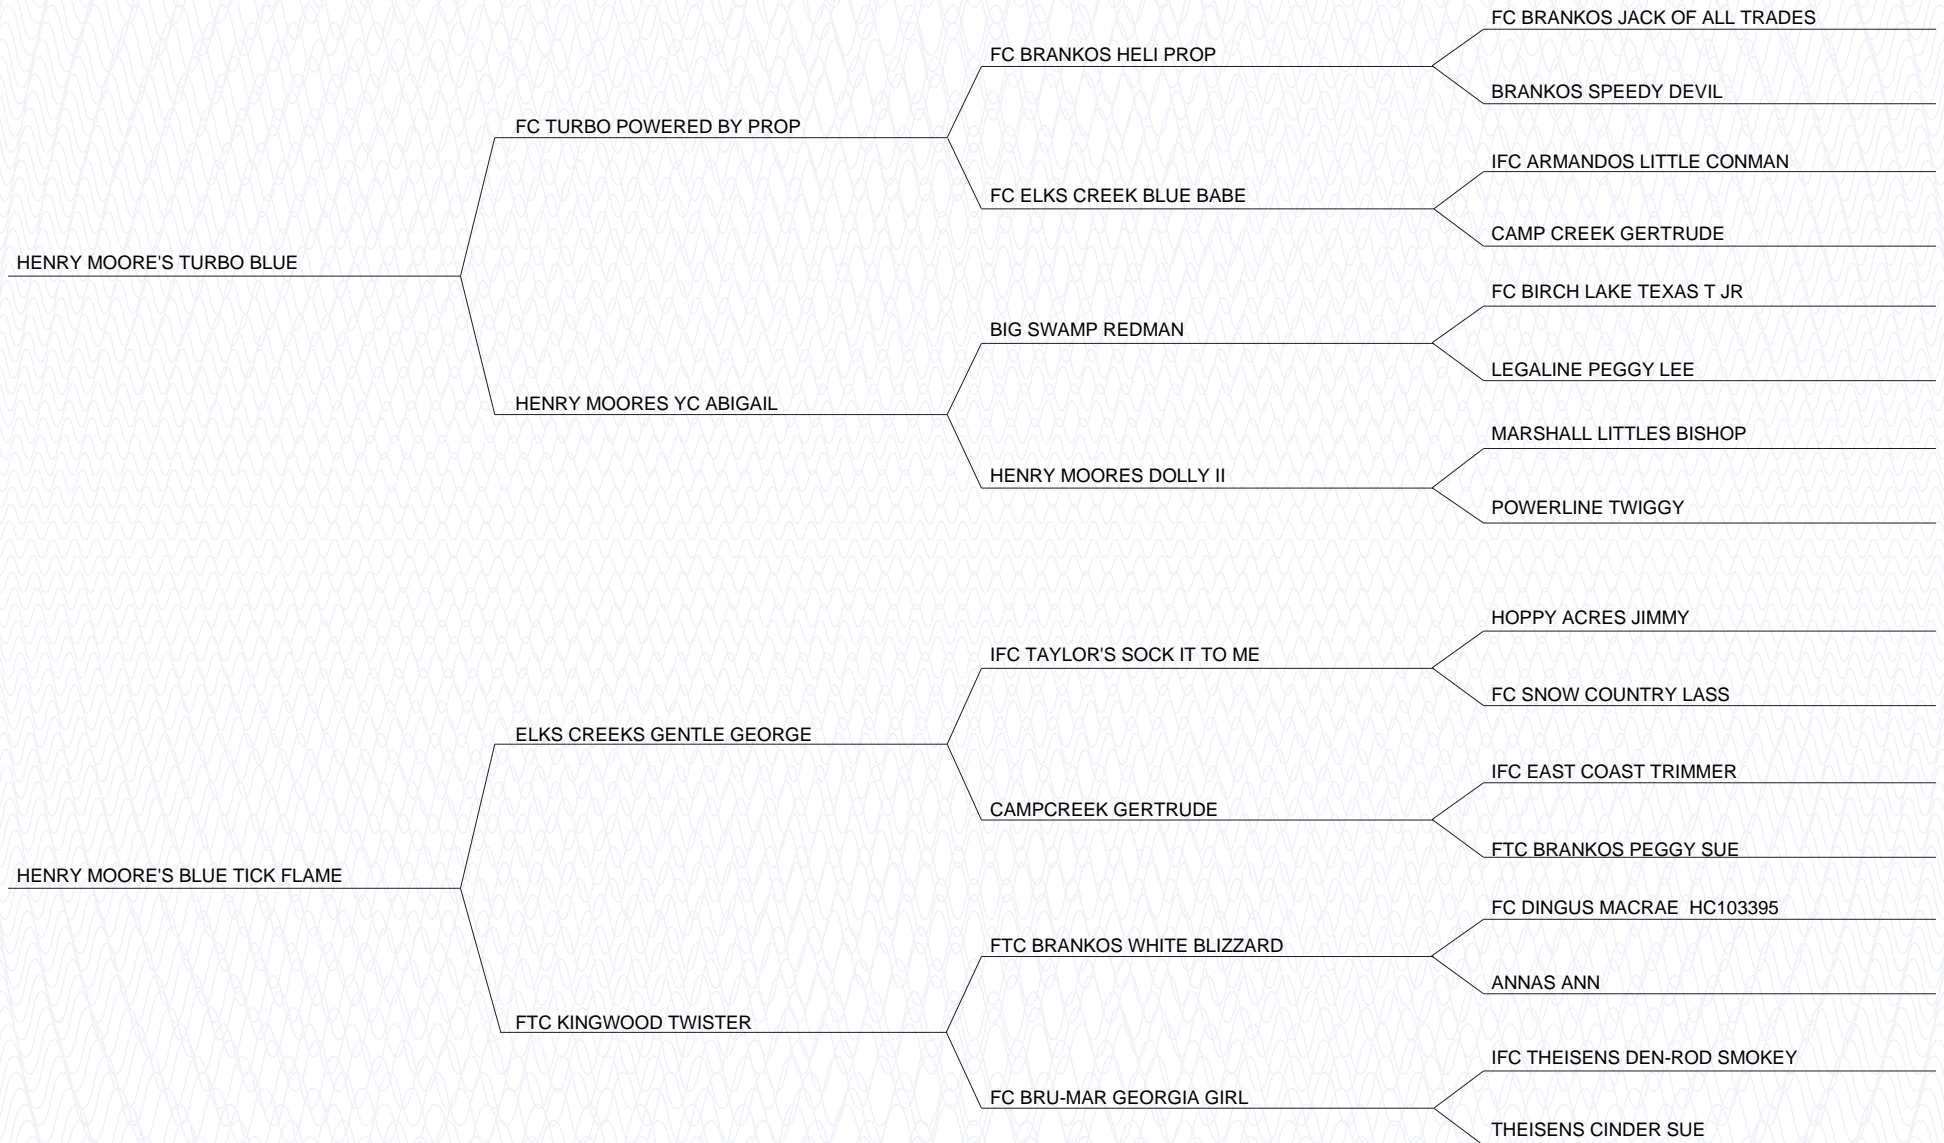 FC BRANKOS JACK OF ALL TRADES
FC BRANKOS HELI PROP
BRANKOS SPEEDY DEVIL
FC TURBO POWERED BY PROP
IFC ARMANDOS LITTLE CONMAN
FC ELKS CREEK BLUE BABE
CAMP CREEK GERTRUDE
HENRY MOORE'S TURBO BLUE
FC BIRCH LAKE TEXAS T JR
BIG SWAMP REDMAN
LEGALINE PEGGY LEE
HENRY MOORES YC ABIGAIL
MARSHALL LITTLES BISHOP
HENRY MOORES DOLLY II
POWERLINE TWIGGY
HOPPY ACRES JIMMY
IFC TAYLOR'S SOCK IT TO ME
FC SNOW COUNTRY LASS
ELKS CREEKS GENTLE GEORGE
IFC EAST COAST TRIMMER
CAMPCREEK GERTRUDE
FTC BRANKOS PEGGY SUE
HENRY MOORE'S BLUE TICK FLAME
FC DINGUS MACRAE  HC103395
FTC BRANKOS WHITE BLIZZARD
ANNAS ANN
FTC KINGWOOD TWISTER
IFC THEISENS DEN-ROD SMOKEY
FC BRU-MAR GEORGIA GIRL
THEISENS CINDER SUE